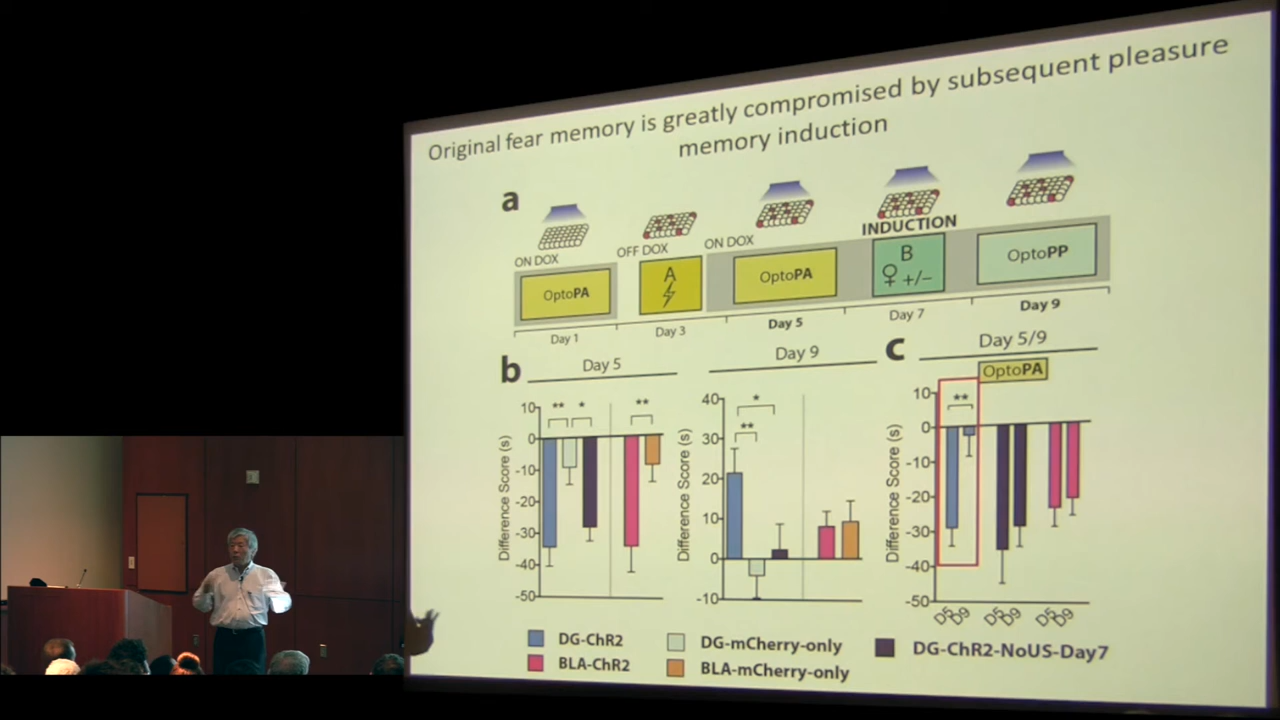 Original fear memory is greatly compromised by subsequent pleasure
memory induction
a
ON DOX
OFF DOX
ON DOX
INDUCTION
OptoPA
A
OptoPA
B
♀ +/−
OptoPP
Day 1
Day 3
Day 5
Day 7
Day 9
b
Day 5
Day 9
c
Day 5/9
OptoPA
Difference Score (s)
10
0
-10
-20
-30
-40
-50
** * **
Difference Score (s)
40
30
20
10
0
-10
*
**
Difference Score (s)
10
0
-10
-20
-30
-40
-50
**
D5 D9 D5 D9 D5 D9
DG-ChR2
DG-mCherry-only
DG-ChR2-NoUS-Day7
BLA-ChR2
BLA-mCherry-only